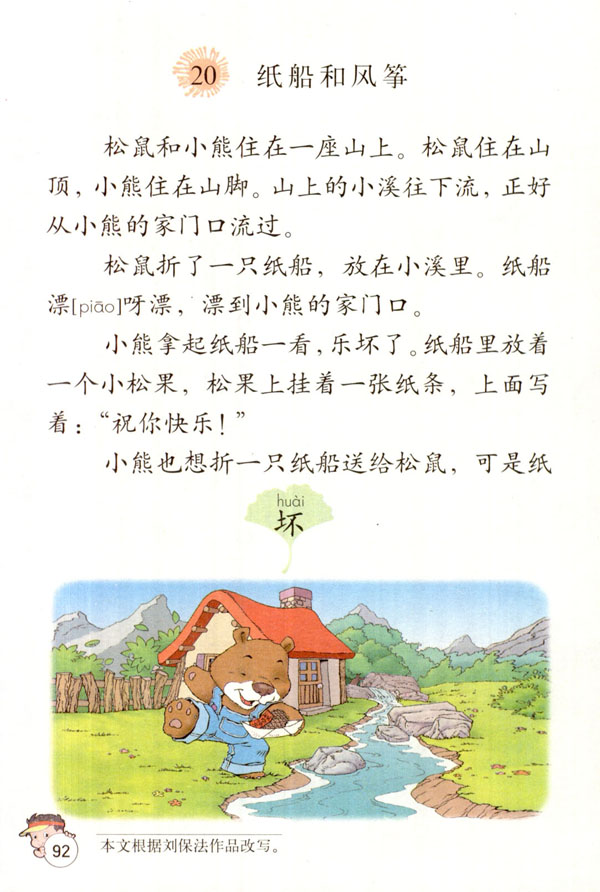 20 纸船和风筝
松鼠和小熊住在一座山上。松鼠住在山
顶，小熊住在山脚。山上的小溪往下流，正好
从小熊的家门口流过。
松鼠折了一只纸船，放在小溪里。纸船
漂[piāo]呀漂，漂到小熊的家门口。
小熊拿起纸船一看，乐坏了。纸船里放着
一个小松果，松果上挂着一张纸条，上面写
着：“祝你快乐！”
小熊也想折一只纸船送给松鼠，可是纸
huài
坏
92
本文根据刘保法作品改写。